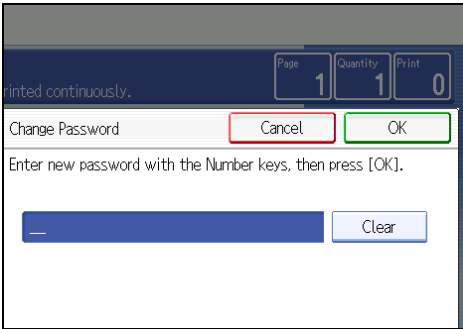 Page Quantity Print
1 1 0
rinted continuously.
Change Password Cancel OK
Enter new password with the Number keys, then press [OK].
Clear